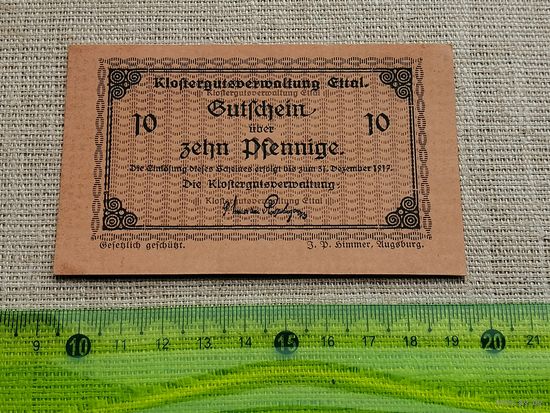 Klostergutsverwaltung Ettal.
Klostergutsverwaltung Ettal
Gutschein
10 über 10
zehn Pfennige.
Die Einlösung dieses Scheines erfolgt bis zum 31. Dezember 1917.
Die Klostergutsverwaltung:
Klostergutsverwaltung Ettal
Gesetzlich geschützt. J. P. Himmer, Augsburg.
9 10 11 12 13 14 15 16 17 18 19 20 21